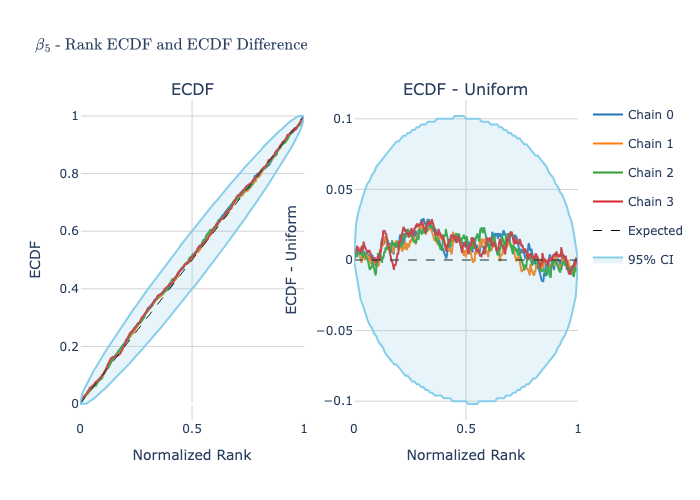 β₅ - Rank ECDF and ECDF Difference
ECDF
ECDF - Uniform
1
0.8
0.6
0.4
0.2
0
0
0.5
1
ECDF
Normalized Rank
0.1
0.05
0
−0.05
−0.1
0
0.5
1
ECDF - Uniform
Normalized Rank
Chain 0
Chain 1
Chain 2
Chain 3
Expected
95% CI